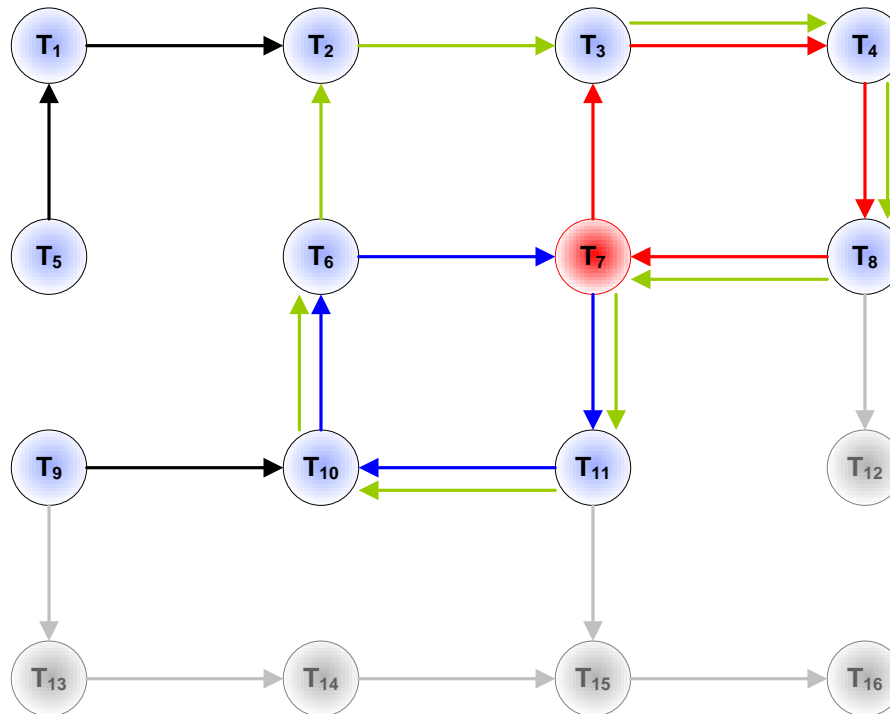 T₁ T₂ T₃ T₄
T₅ T₆ T₇ T₈
T₉ T₁₀ T₁₁ T₁₂
T₁₃ T₁₄ T₁₅ T₁₆